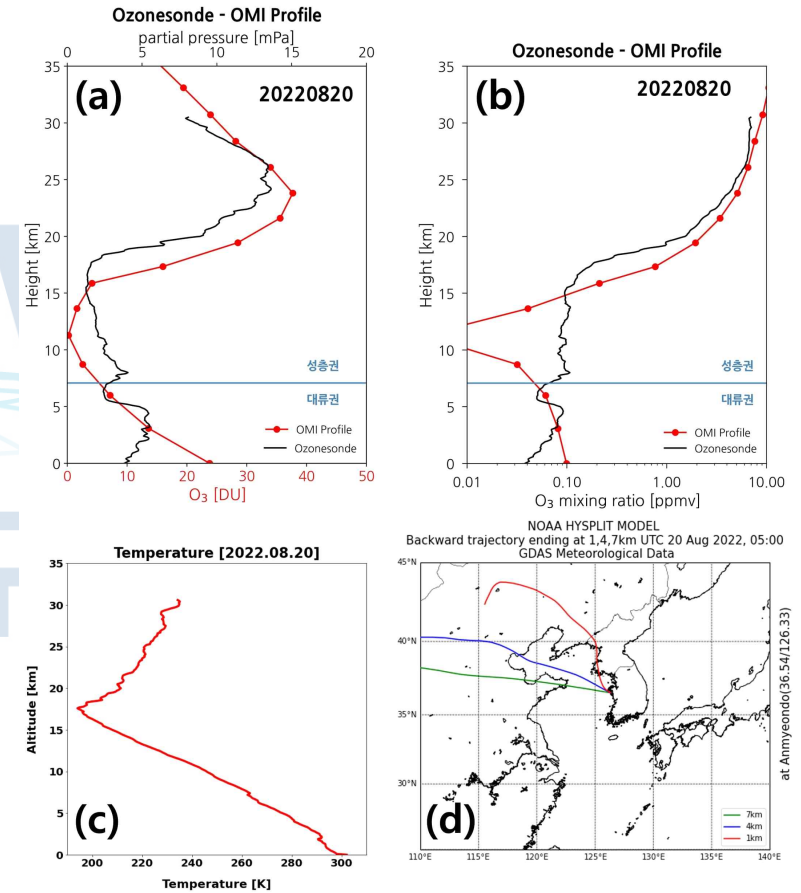 Ozonesonde - OMI Profile
partial pressure [mPa]
0 5 10 15 20
(a)
20220820
35
30
25
20
15
10
5
0
Height [km]
성층권
대류권
OMI Profile
Ozonesonde
0 10 20 30 40 50
O₃ [DU]
Ozonesonde - OMI Profile
(b)
20220820
35
30
25
20
15
10
5
0
Height [km]
성층권
대류권
OMI Profile
Ozonesonde
0.01 0.10 1.00 10.00
O₃ mixing ratio [ppmv]
Temperature [2022.08.20]
35
30
25
20
15
10
5
0
Altitude [km]
(c)
200 220 240 260 280 300
Temperature [K]
NOAA HYSPLIT MODEL
Backward trajectory ending at 1,4,7km UTC 20 Aug 2022, 05:00
GDAS Meteorological Data
45°N
40°N
35°N
30°N
(d)
7km
4km
1km
110°E 115°E 120°E 125°E 130°E 135°E 140°E
at Anmyeondo(36.54/126.33)